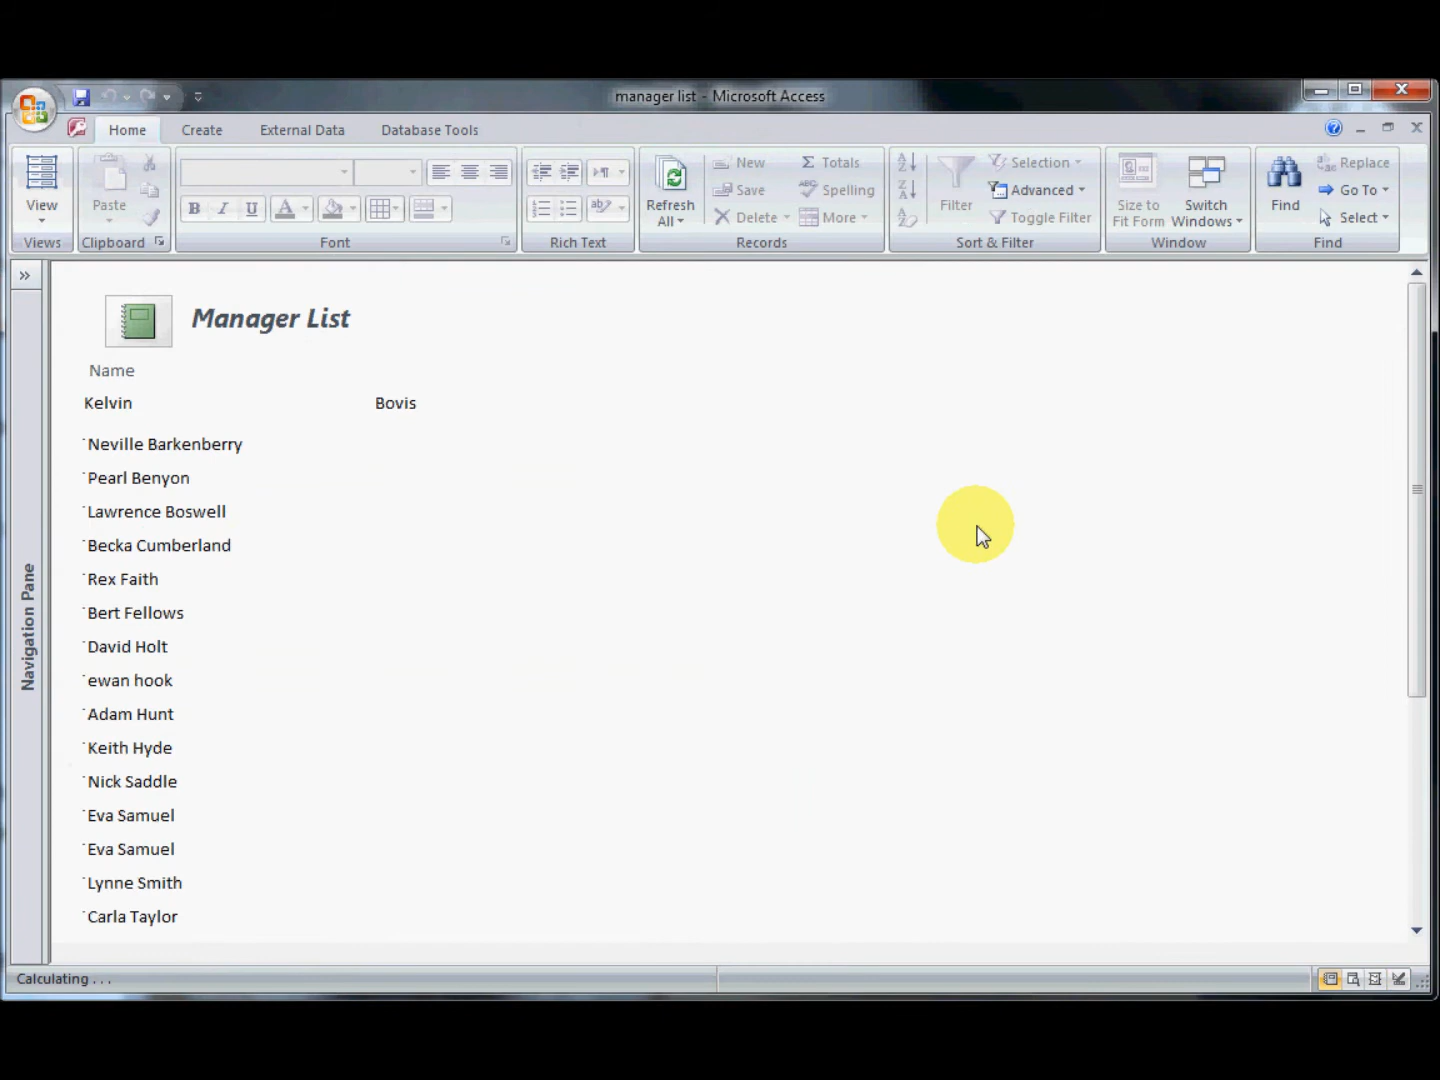 manager list - Microsoft Access
Home Create External Data Database Tools
View
Views
Paste
Clipboard
B I U A
Font
Rich Text
Refresh All
New
Save
Delete
Σ Totals
Spelling
More
Records
Filter
Selection
Advanced
Toggle Filter
Sort & Filter
Size to Fit Form
Switch Windows
Window
Find
Replace
Go To
Select
Find
»
Navigation Pane
Manager List
Name
Kelvin Bovis
Neville Barkenberry
Pearl Benyon
Lawrence Boswell
Becka Cumberland
Rex Faith
Bert Fellows
David Holt
ewan hook
Adam Hunt
Keith Hyde
Nick Saddle
Eva Samuel
Eva Samuel
Lynne Smith
Carla Taylor
Calculating . . .